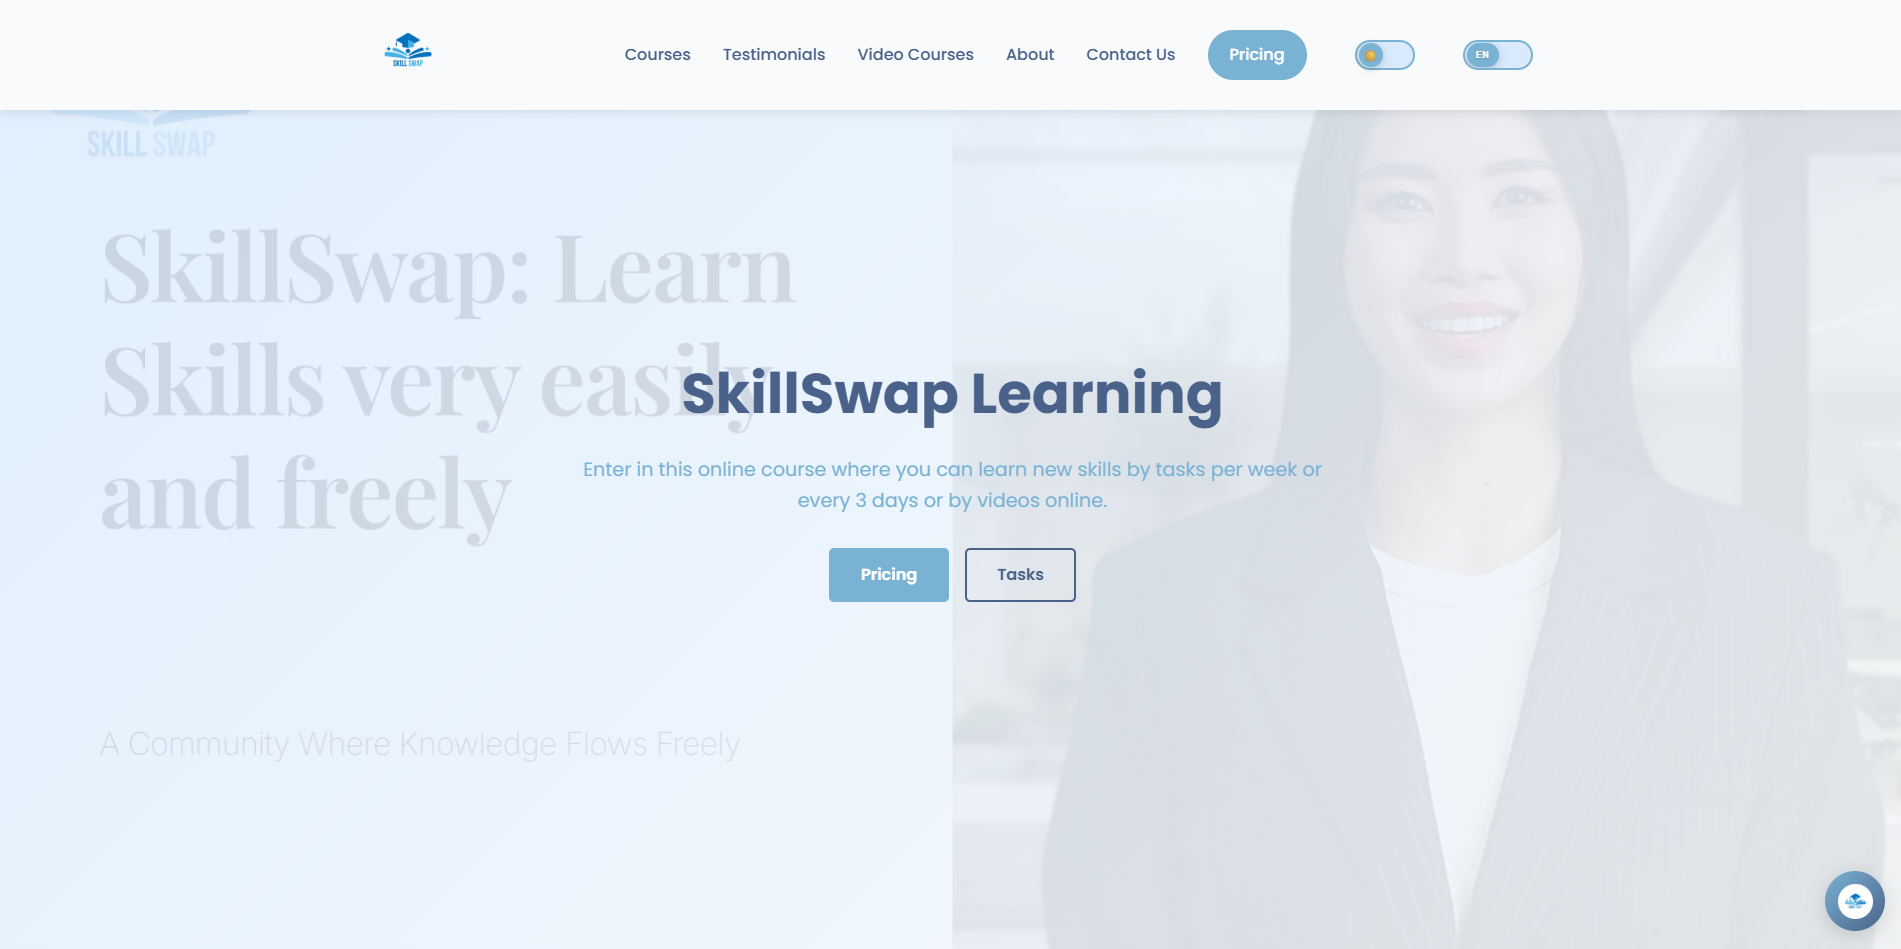 SKILL SWAP
Courses
Testimonials
Video Courses
About
Contact Us
Pricing
EN
SKILL SWAP
SkillSwap: Learn
Skills very easily
and freely
SkillSwap Learning
Enter in this online course where you can learn new skills by tasks per week or
every 3 days or by videos online.
Pricing
Tasks
A Community Where Knowledge Flows Freely